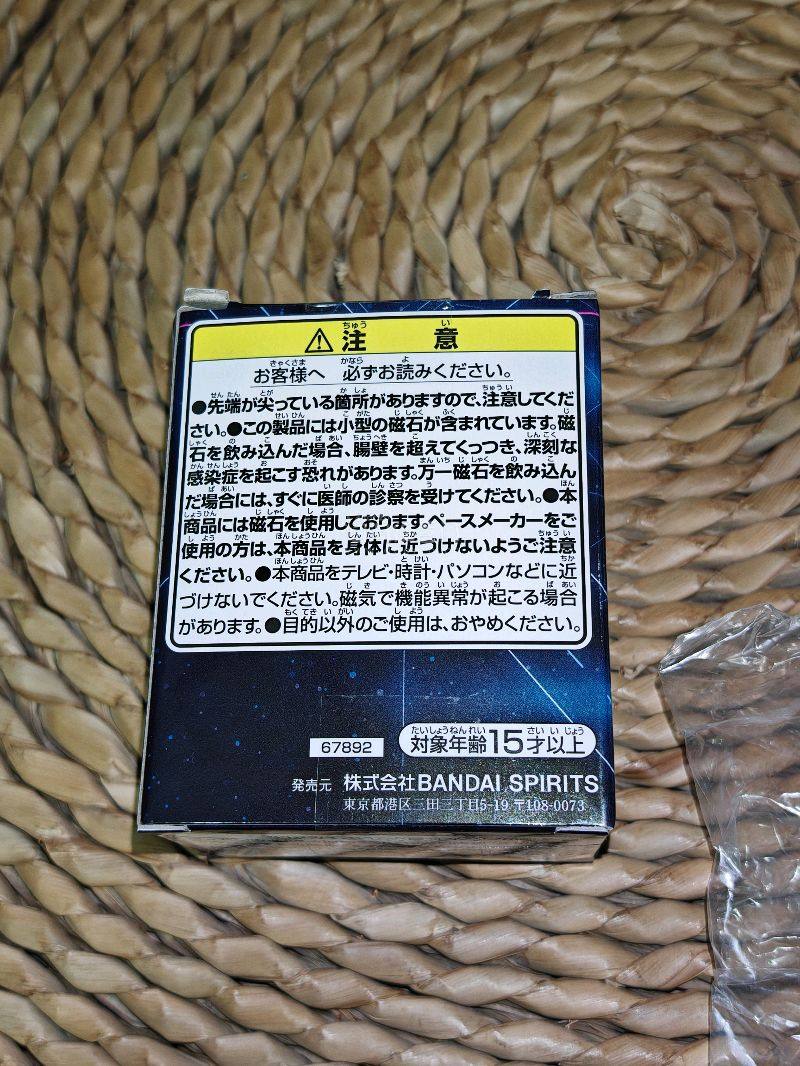 ⚠注意
お客様へ 必ずお読みください。
●先端が尖っている箇所がありますので、注意してくだ
さい。●この製品には小型の磁石が含まれています。磁
石を飲み込んだ場合、腸壁を超えてくっつき、深刻な
感染症を起こす恐れがあります。万一磁石を飲み込ん
だ場合には、すぐに医師の診察を受けてください。●本
商品には磁石を使用しております。ペースメーカーをご
使用の方は、本商品を身体に近づけないようご注意
ください。●本商品をテレビ・時計・パソコンなどに近
づけないでください。磁気で機能異常が起こる場合
があります。●目的以外のご使用は、おやめください。
67892 対象年齢15才以上
発売元 株式会社BANDAI SPIRITS
東京都港区三田三丁目5-19 〒108-0073